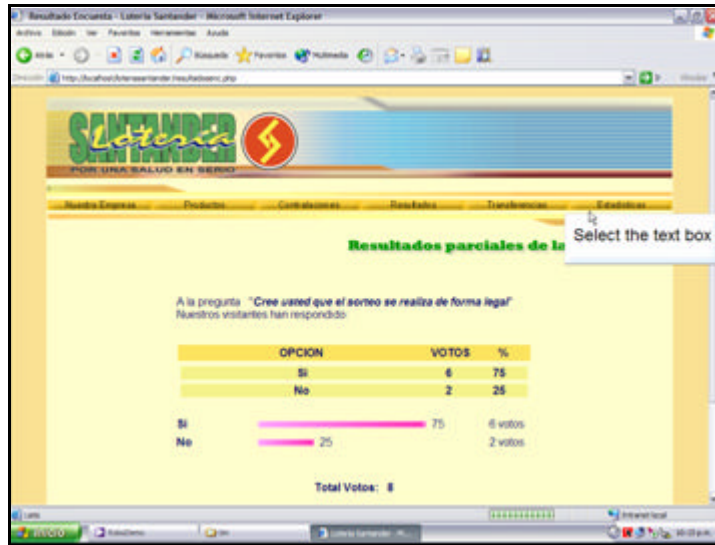 Resultado Encuesta - Loteria Santander - Microsoft Internet Explorer
Archivo Edición Ver Favoritos Herramientas Ayuda
Atrás Búsqueda Favoritos Multimedia
SANTANDER
Lotería
POR UNA SALUD EN SERIO
Nuestra Empresa Productos Contrataciones Resultados Transferencias Estadísticas
Select the text box
Resultados parciales de la
A la pregunta "Cree usted que el sorteo se realiza de forma legal"
Nuestros visitantes han respondido
OPCION VOTOS %
Si 6 75
No 2 25
Si 75 6 votos
No 25 2 votos
Total Votos: 8
Listo Intranet local
Inicio RoboDemo Loteria Santander - M...